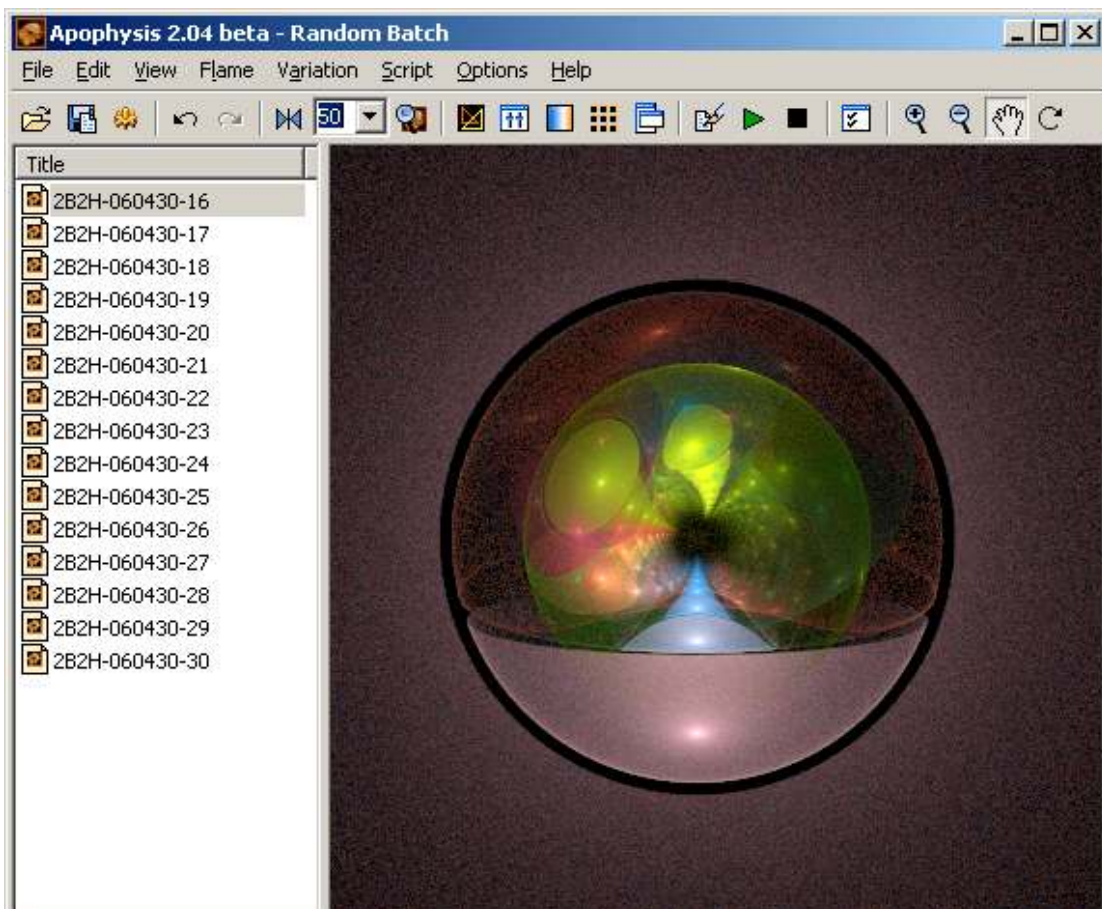 Apophysis 2.04 beta - Random Batch
File Edit View Flame Variation Script Options Help
50
Title
2B2H-060430-16
2B2H-060430-17
2B2H-060430-18
2B2H-060430-19
2B2H-060430-20
2B2H-060430-21
2B2H-060430-22
2B2H-060430-23
2B2H-060430-24
2B2H-060430-25
2B2H-060430-26
2B2H-060430-27
2B2H-060430-28
2B2H-060430-29
2B2H-060430-30